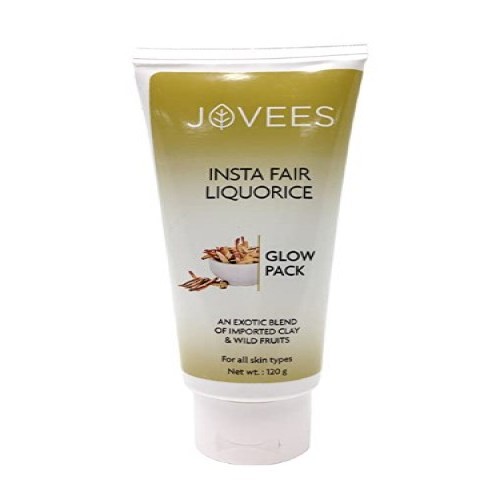 JOVEES
INSTA FAIR
LIQUORICE
GLOW
PACK
AN EXOTIC BLEND
OF IMPORTED CLAY
& WILD FRUITS
For all skin types
Net wt. : 120 g